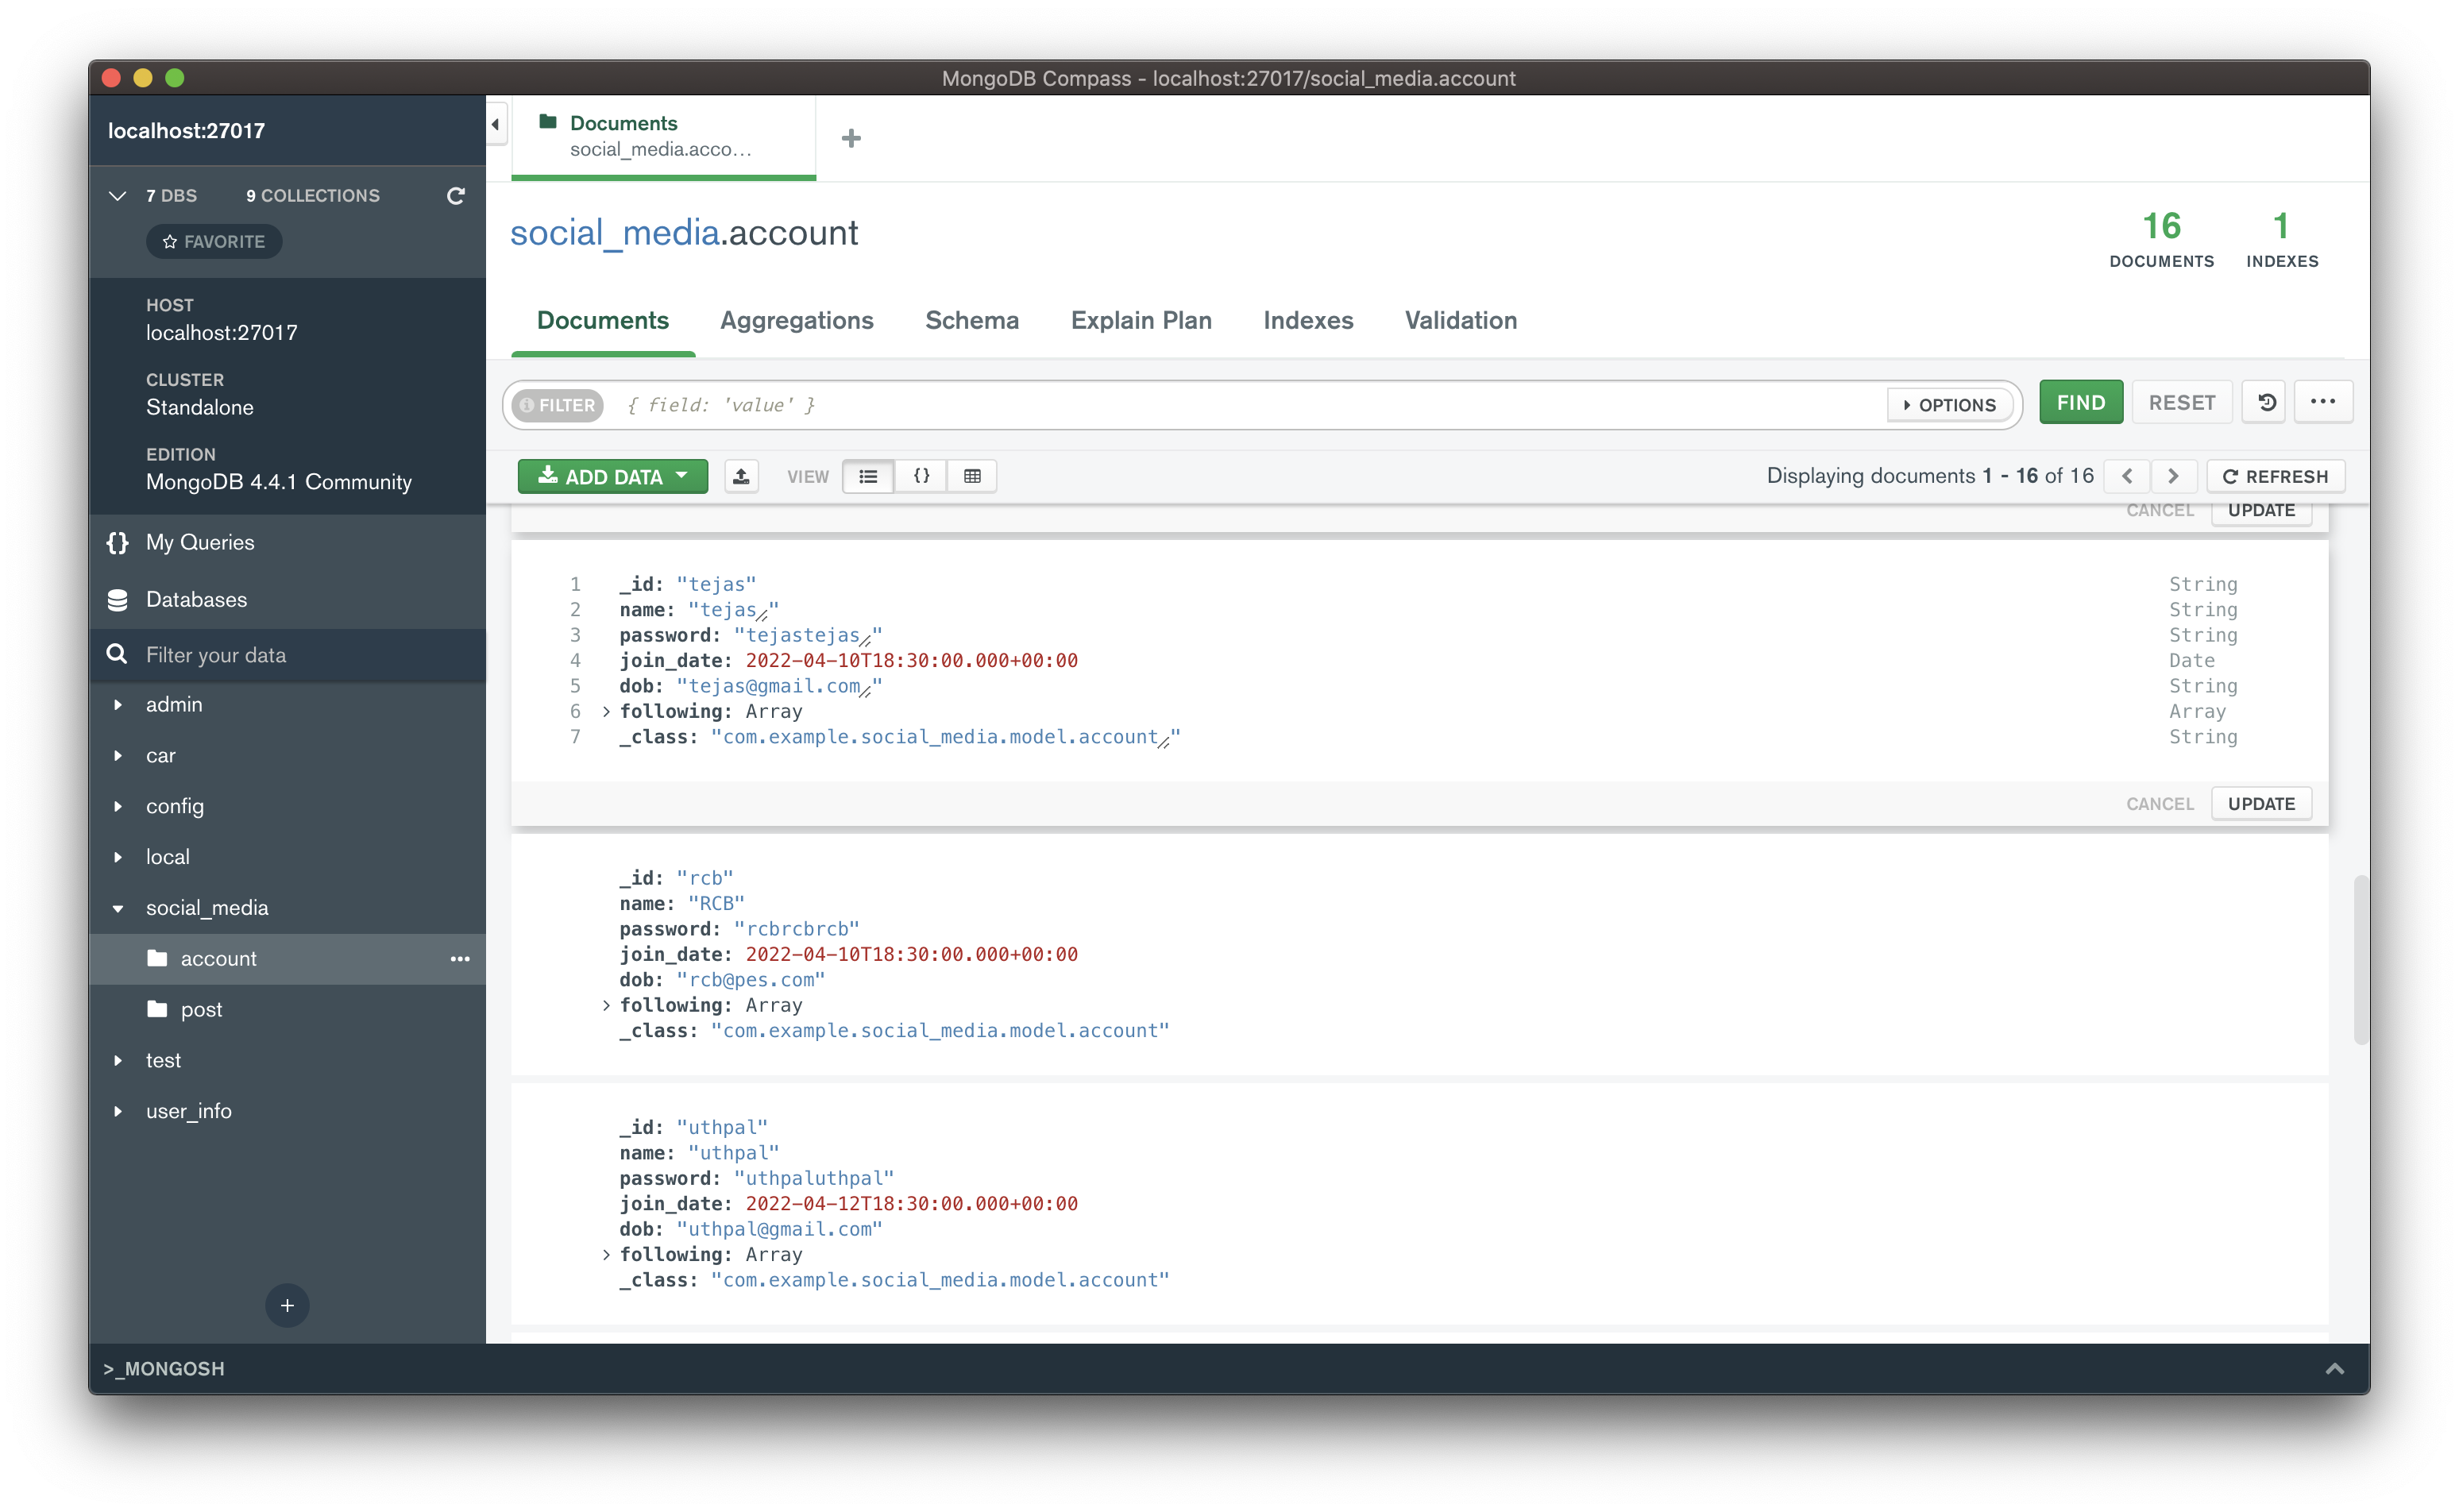 MongoDB Compass - localhost:27017/social_media.account
localhost:27017
7 DBS 9 COLLECTIONS
FAVORITE
HOST
localhost:27017
CLUSTER
Standalone
EDITION
MongoDB 4.4.1 Community
{} My Queries
Databases
Filter your data
admin
car
config
local
social_media
account •••
post
test
user_info
+
>_MONGOSH
Documents
social_media.acco...
+
social_media.account
16
DOCUMENTS
1
INDEXES
Documents Aggregations Schema Explain Plan Indexes Validation
FILTER { field: 'value' } OPTIONS FIND RESET •••
ADD DATA VIEW {} Displaying documents 1 - 16 of 16 < > REFRESH
CANCEL UPDATE
1 _id: "tejas" String
2 name: "tejas" String
3 password: "tejastejas" String
4 join_date: 2022-04-10T18:30:00.000+00:00 Date
5 dob: "tejas@gmail.com" String
6 > following: Array Array
7 _class: "com.example.social_media.model.account" String
CANCEL UPDATE
_id: "rcb"
name: "RCB"
password: "rcbrcbrcb"
join_date: 2022-04-10T18:30:00.000+00:00
dob: "rcb@pes.com"
> following: Array
_class: "com.example.social_media.model.account"
_id: "uthpal"
name: "uthpal"
password: "uthpaluthpal"
join_date: 2022-04-12T18:30:00.000+00:00
dob: "uthpal@gmail.com"
> following: Array
_class: "com.example.social_media.model.account"